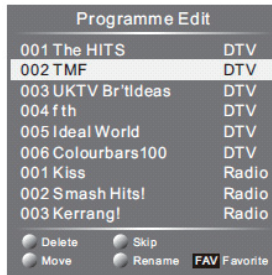 Programme Edit
001 The HITS DTV
002 TMF DTV
003 UKTV Br'tIdeas DTV
004 f th DTV
005 Ideal World DTV
006 Colourbars100 DTV
001 Kiss Radio
002 Smash Hits! Radio
003 Kerrang! Radio
Delete Skip
Move Rename FAV Favorite